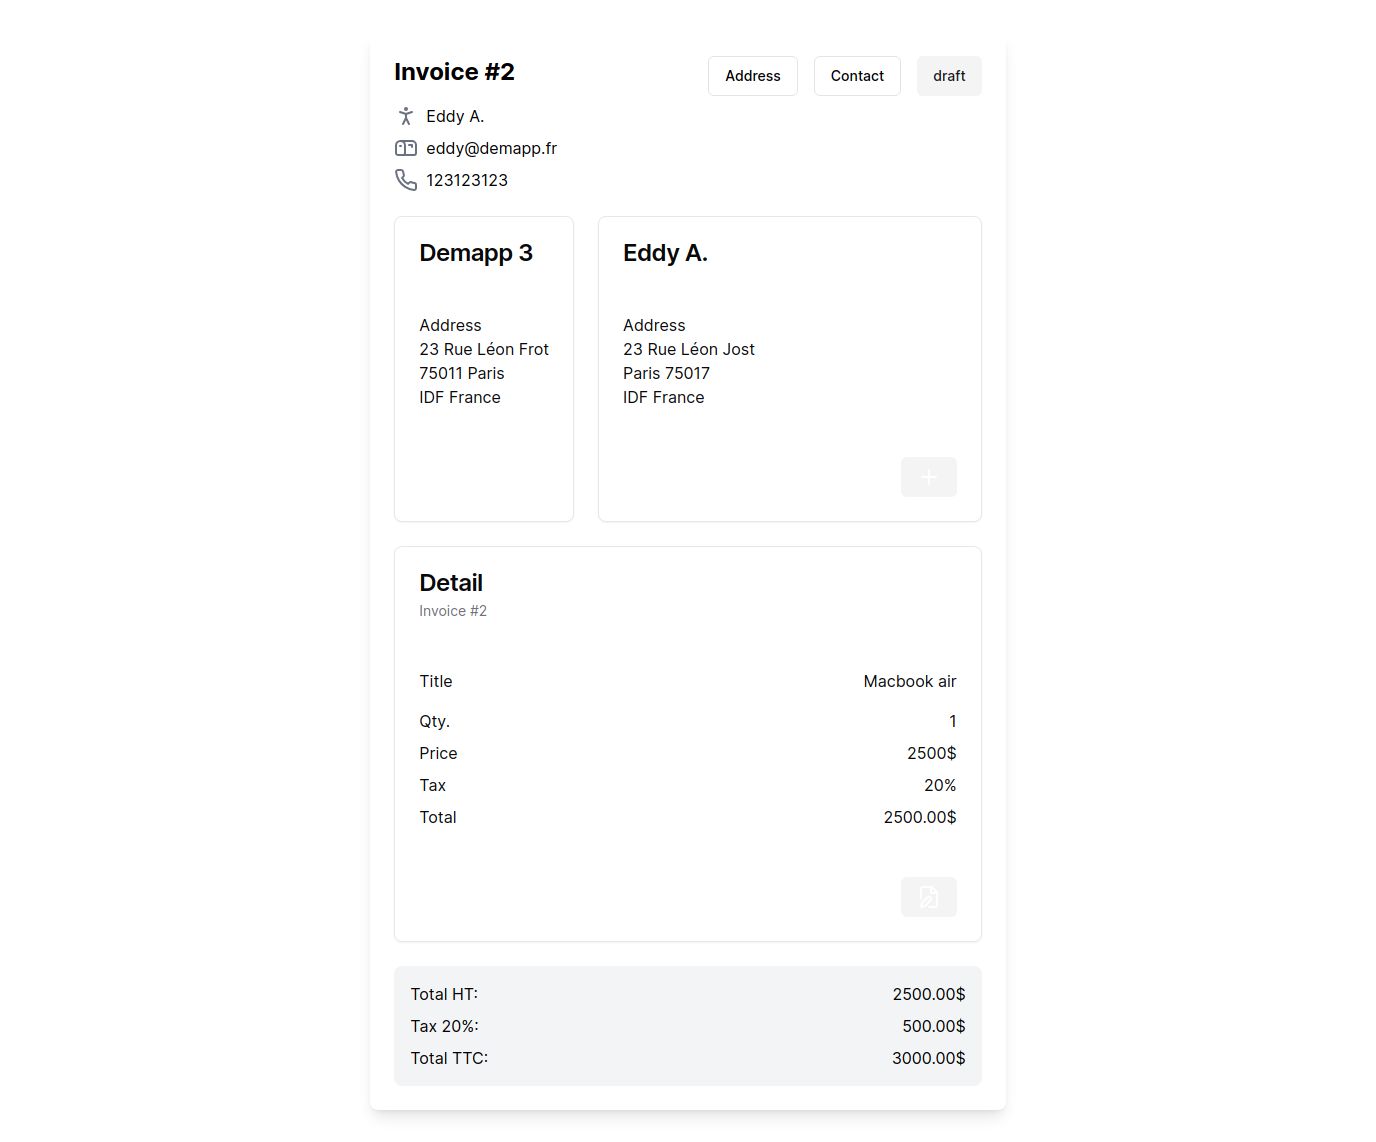 Invoice #2
Address
Contact
draft
Eddy A.
eddy@demapp.fr
123123123
Demapp 3
Address
23 Rue Léon Frot
75011 Paris
IDF France
Eddy A.
Address
23 Rue Léon Jost
Paris 75017
IDF France
Detail
Invoice #2
Title Macbook air
Qty. 1
Price 2500$
Tax 20%
Total 2500.00$
Total HT: 2500.00$
Tax 20%: 500.00$
Total TTC: 3000.00$